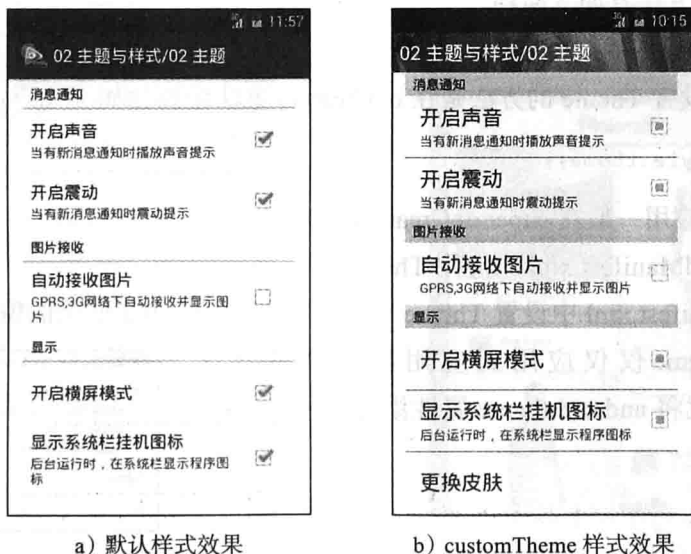 11:57
02 主题与样式/02 主题
消息通知
开启声音
当有新消息通知时播放声音提示
开启震动
当有新消息通知时震动提示
图片接收
自动接收图片
GPRS,3G网络下自动接收并显示图
片
显示
开启横屏模式
显示系统栏挂机图标
后台运行时，在系统栏显示程序图
标
a）默认样式效果
10:15
02 主题与样式/02 主题
消息通知
开启声音
当有新消息通知时播放声音提示
开启震动
当有新消息通知时震动提示
图片接收
自动接收图片
GPRS,3G网络下自动接收并显示图片
显示
开启横屏模式
显示系统栏挂机图标
后台运行时，在系统栏显示程序图标
更换皮肤
b）customTheme 样式效果